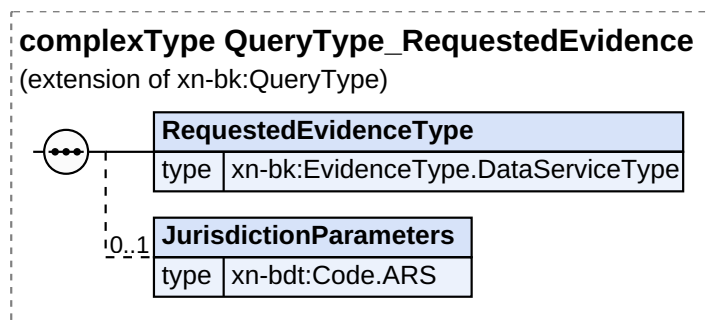 complexType QueryType_RequestedEvidence
(extension of xn-bk:QueryType)
RequestedEvidenceType
type xn-bk:EvidenceType.DataServiceType
0..1 JurisdictionParameters
type xn-bdt:Code.ARS